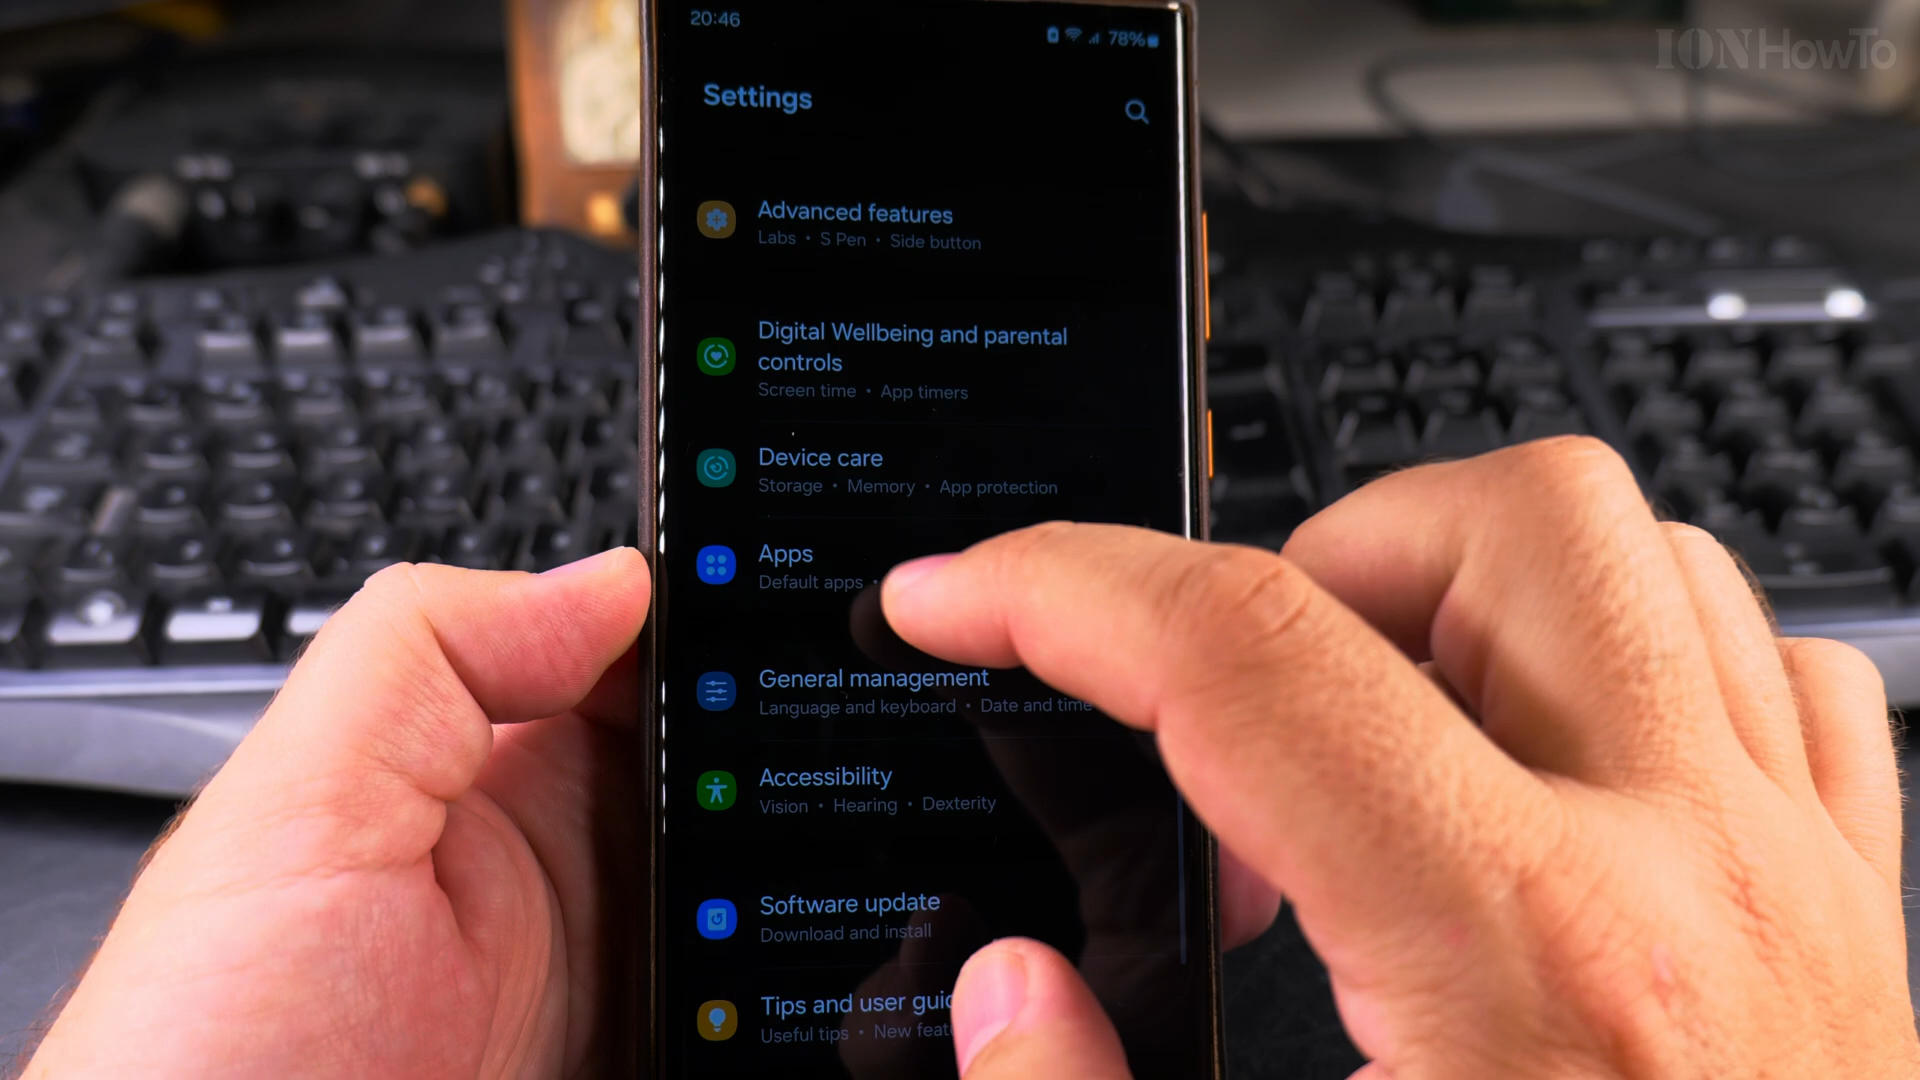 20:46
78%
IONHowTo
Settings
Advanced features
Labs • S Pen • Side button
Digital Wellbeing and parental
controls
Screen time • App timers
Device care
Storage • Memory • App protection
Apps
Default apps •
General management
Language and keyboard • Date and time
Accessibility
Vision • Hearing • Dexterity
Software update
Download and install
Tips and user
Useful tips • New